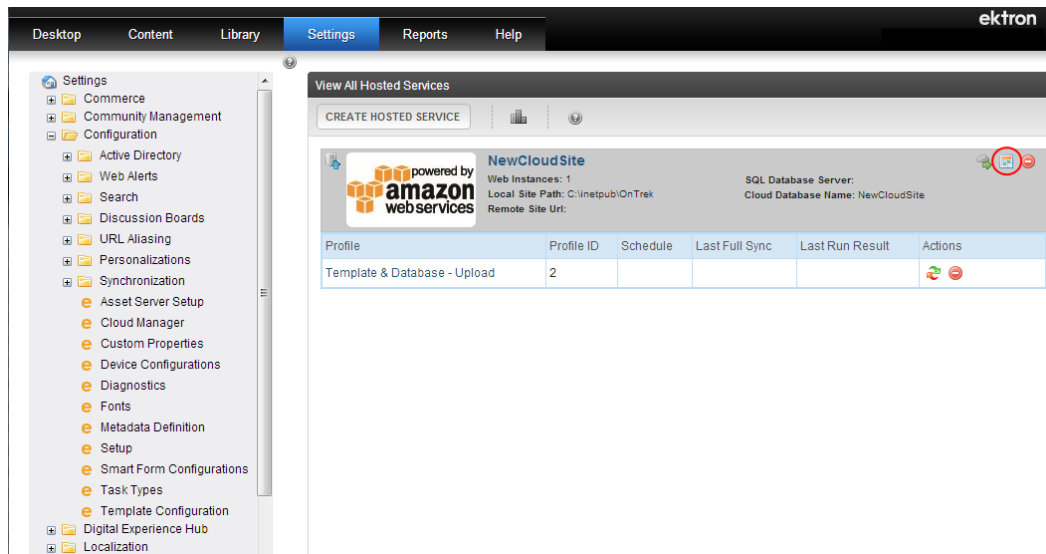 ektron
Desktop Content Library Settings Reports Help
Settings
Commerce
Community Management
Configuration
Active Directory
Web Alerts
Search
Discussion Boards
URL Aliasing
Personalizations
Synchronization
Asset Server Setup
Cloud Manager
Custom Properties
Device Configurations
Diagnostics
Fonts
Metadata Definition
Setup
Smart Form Configurations
Task Types
Template Configuration
Digital Experience Hub
Localization
View All Hosted Services
CREATE HOSTED SERVICE
powered by
amazon
webservices
NewCloudSite
Web Instances: 1
Local Site Path: C:\inetpub\OnTrek
Remote Site Url:
SQL Database Server:
Cloud Database Name: NewCloudSite
Profile Profile ID Schedule Last Full Sync Last Run Result Actions
Template & Database - Upload 2